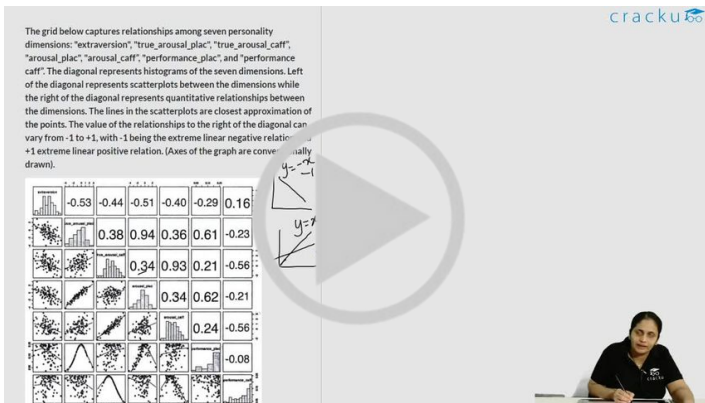 cracku
The grid below captures relationships among seven personality
dimensions: "extraversion", "true_arousal_plac", "true_arousal_caff",
"arousal_plac", "arousal_caff", "performance_plac", and "performance
caff". The diagonal represents histograms of the seven dimensions. Left
of the diagonal represents scatterplots between the dimensions while
the right of the diagonal represents quantitative relationships between
the dimensions. The lines in the scatterplots are closest approximation of
the points. The value of the relationships to the right of the diagonal can
vary from -1 to +1, with -1 being the extreme linear negative
+1 extreme linear positive relation. (Axes of the graph are
drawn).
y=-x
-1
y=x
extraversion -0.53 -0.44 -0.51 -0.40 -0.29 0.16
true_arousal_plac 0.38 0.94 0.36 0.61 -0.23
true_arousal_caff 0.34 0.93 0.21 -0.56
arousal_plac 0.34 0.62 -0.21
arousal_caff 0.24 -0.56
performance_plac -0.08
performance_caff